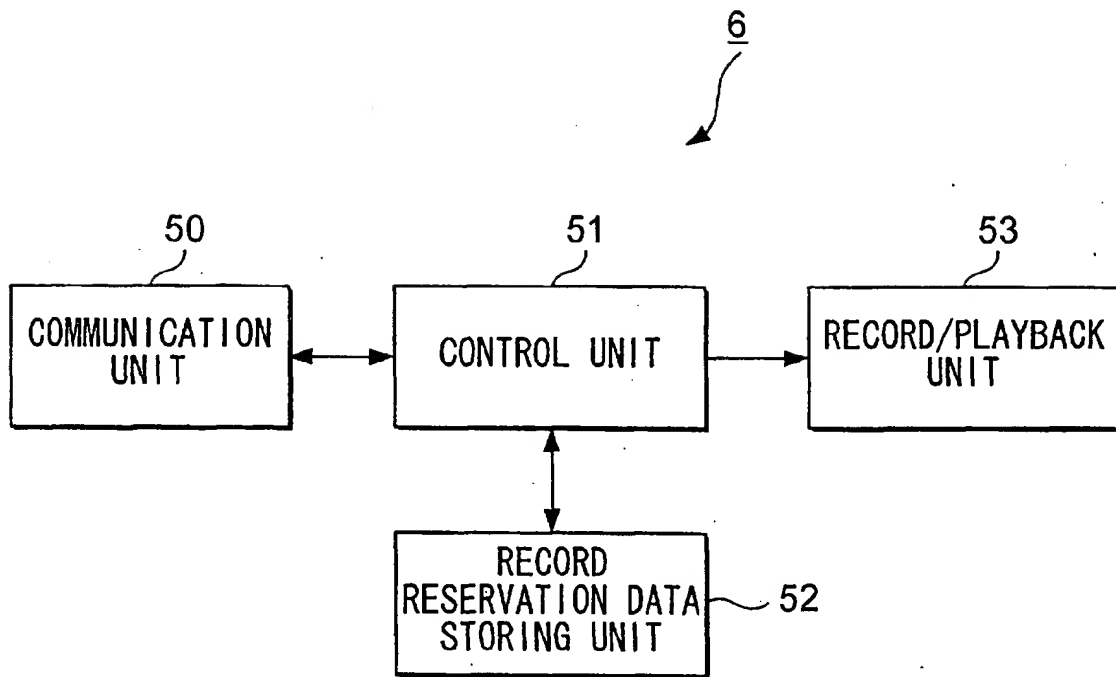 6
50
51
53
COMMUNICATION
UNIT
CONTROL UNIT
RECORD/PLAYBACK
UNIT
RECORD
RESERVATION DATA
STORING UNIT
52